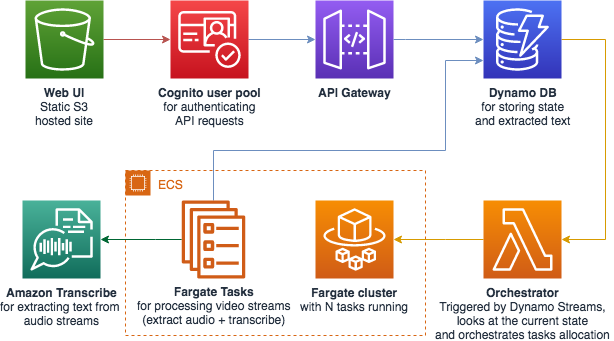 Web UI
Static S3
hosted site
Cognito user pool
for authenticating
API requests
API Gateway
Dynamo DB
for storing state
and extracted text
ECS
Amazon Transcribe
for extracting text from
audio streams
Fargate Tasks
for processing video streams
(extract audio + transcribe)
Fargate cluster
with N tasks running
Orchestrator
Triggered by Dynamo Streams,
looks at the current state
and orchestrates tasks allocation